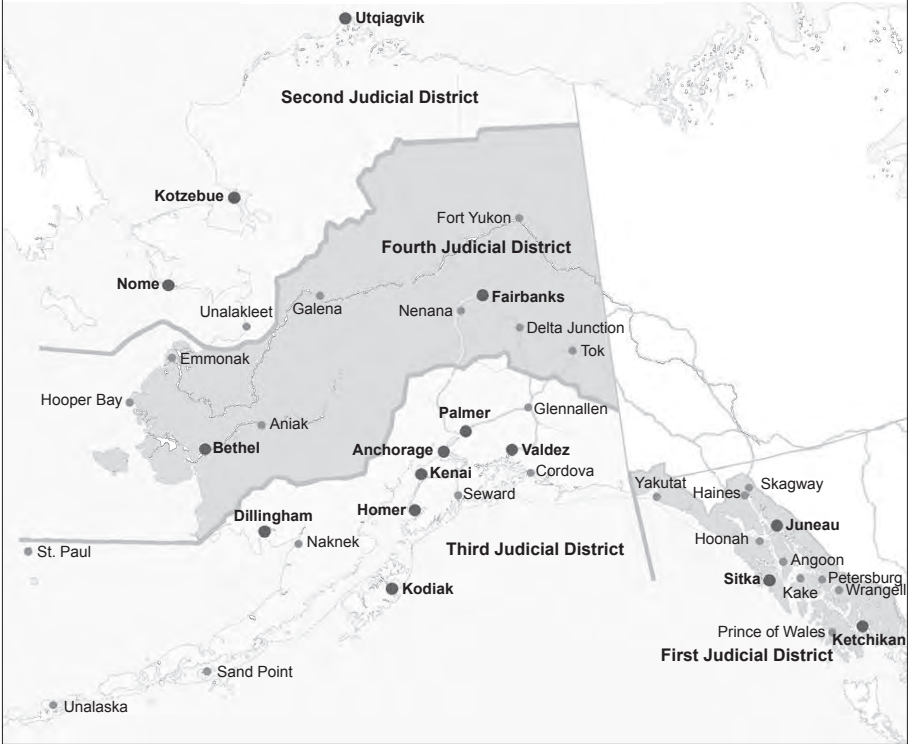 Utqiagvik
Second Judicial District
Kotzebue
Fort Yukon
Fourth Judicial District
Nome
Unalakleet
Galena
Nenana
Fairbanks
Delta Junction
Tok
Emmonak
Hooper Bay
Aniak
Bethel
Palmer
Glennallen
Anchorage
Valdez
Kenai
Cordova
Seward
Homer
Dillingham
Naknek
St. Paul
Third Judicial District
Kodiak
Sand Point
Unalaska
Yakutat
Haines
Skagway
Juneau
Hoonah
Angoon
Sitka
Kake
Petersburg
Wrangell
Prince of Wales
Ketchikan
First Judicial District